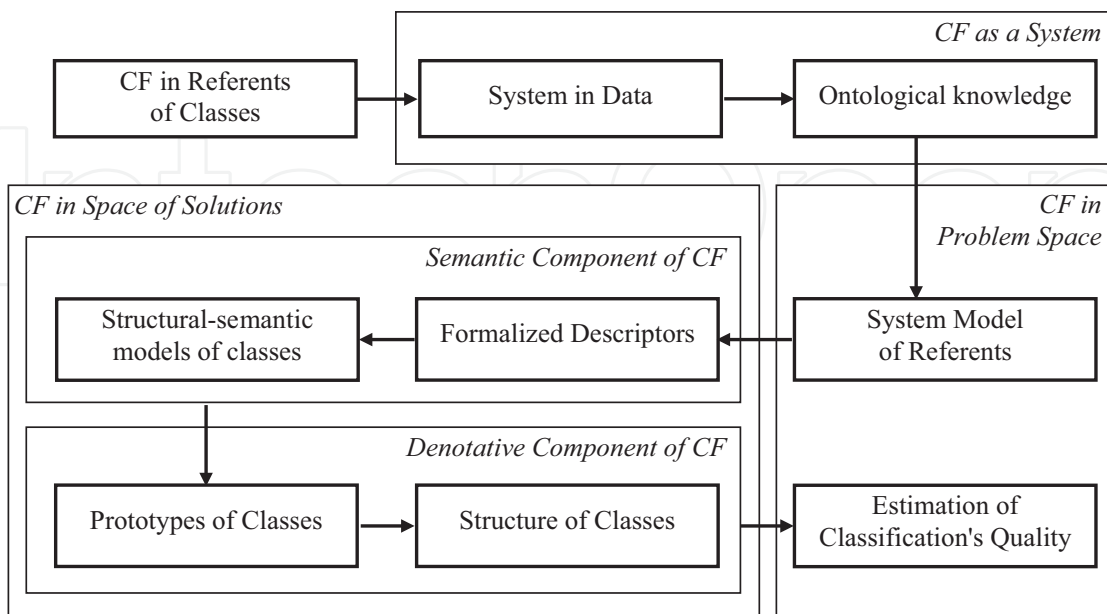 CF as a System
CF in Referents
of Classes
System in Data
Ontological knowledge
CF in Space of Solutions
CF in
Problem Space
Semantic Component of CF
Structural-semantic
models of classes
Formalized Descriptors
System Model
of Referents
Denotative Component of CF
Prototypes of Classes
Structure of Classes
Estimation of
Classification's Quality